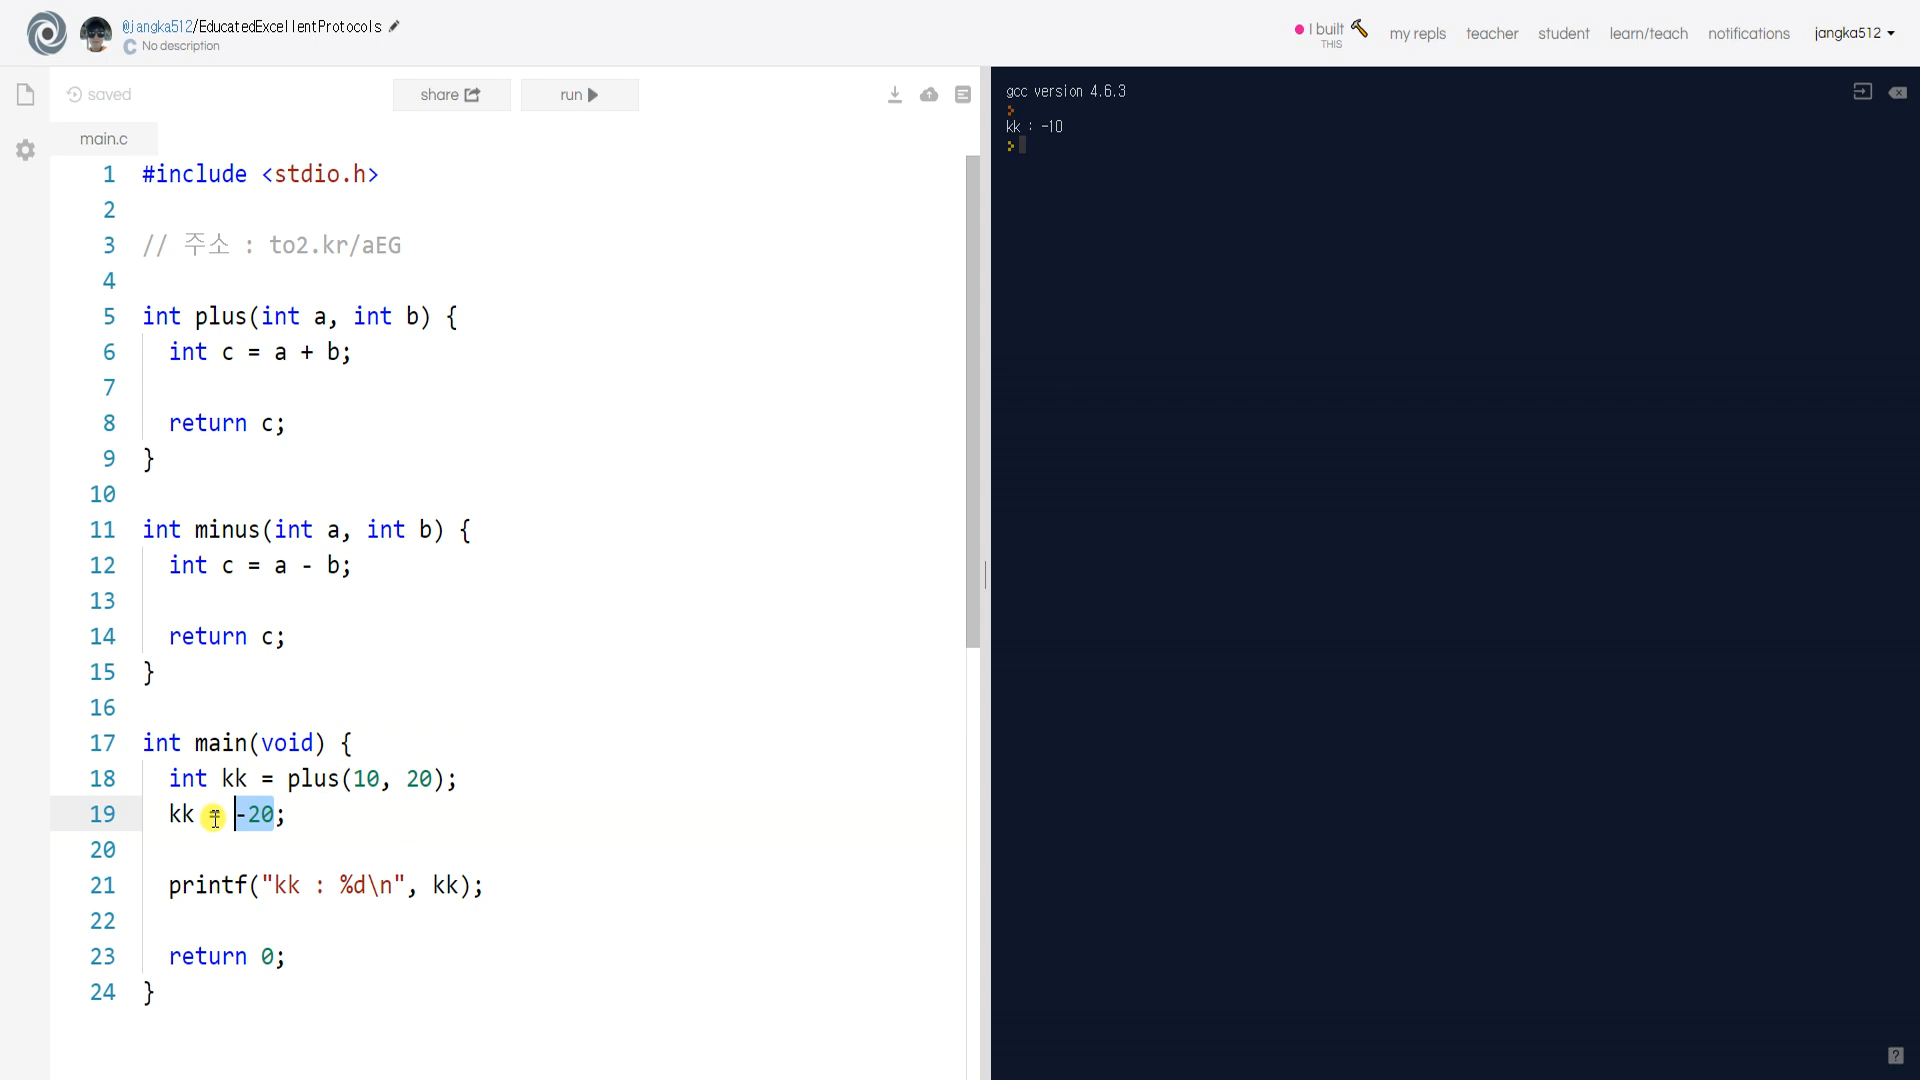 @jangka512/EducatedExcellentProtocols
No description
I built
THIS
my repls
teacher
student
learn/teach
notifications
jangka512
saved
share
run
main.c
1 #include <stdio.h>
2
3 // 주소 : to2.kr/aEG
4
5 int plus(int a, int b) {
6 int c = a + b;
7
8 return c;
9 }
10
11 int minus(int a, int b) {
12 int c = a - b;
13
14 return c;
15 }
16
17 int main(void) {
18 int kk = plus(10, 20);
19 kk = -20;
20
21 printf("kk : %d\n", kk);
22
23 return 0;
24 }
gcc version 4.6.3
kk : -10